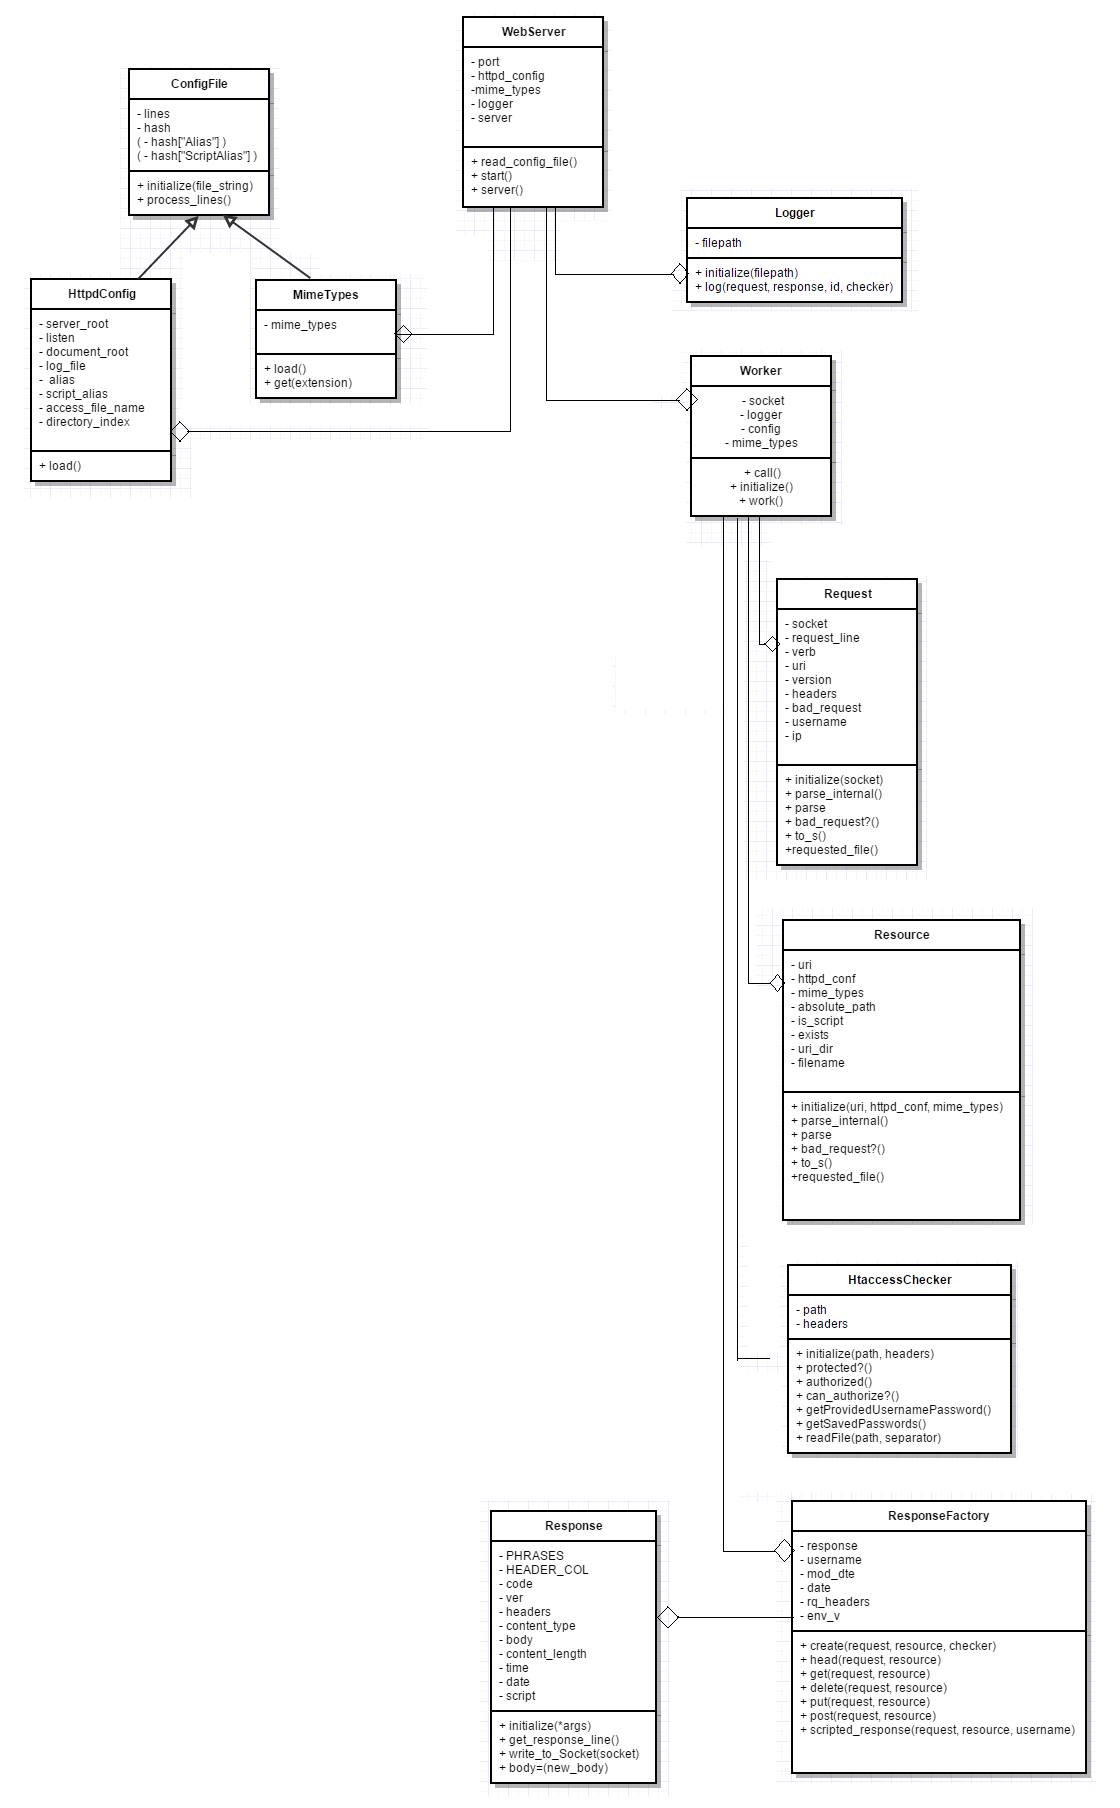 WebServer
- port
- httpd_config
-mime_types
- logger
- server
+ read_config_file()
+ start()
+ server()
ConfigFile
- lines
- hash
( - hash["Alias"] )
( - hash["ScriptAlias"] )
+ initialize(file_string)
+ process_lines()
Logger
- filepath
+ initialize(filepath)
+ log(request, response, id, checker)
HttpdConfig
- server_root
- listen
- document_root
- log_file
- alias
- script_alias
- access_file_name
- directory_index
+ load()
MimeTypes
- mime_types
+ load()
+ get(extension)
Worker
- socket
- logger
- config
- mime_types
+ call()
+ initialize()
+ work()
Request
- socket
- request_line
- verb
- uri
- version
- headers
- bad_request
- username
- ip
+ initialize(socket)
+ parse_internal()
+ parse
+ bad_request?()
+ to_s()
+requested_file()
Resource
- uri
- httpd_conf
- mime_types
- absolute_path
- is_script
- exists
- uri_dir
- filename
+ initialize(uri, httpd_conf, mime_types)
+ parse_internal()
+ parse
+ bad_request?()
+ to_s()
+requested_file()
HtaccessChecker
- path
- headers
+ initialize(path, headers)
+ protected?()
+ authorized()
+ can_authorize?()
+ getProvidedUsernamePassword()
+ getSavedPasswords()
+ readFile(path, separator)
Response
- PHRASES
- HEADER_COL
- code
- ver
- headers
- content_type
- body
- content_length
- time
- date
- script
+ initialize(*args)
+ get_response_line()
+ write_to_Socket(socket)
+ body=(new_body)
ResponseFactory
- response
- username
- mod_dte
- date
- rq_headers
- env_v
+ create(request, resource, checker)
+ head(request, resource)
+ get(request, resource)
+ delete(request, resource)
+ put(request, resource)
+ post(request, resource)
+ scripted_response(request, resource, username)